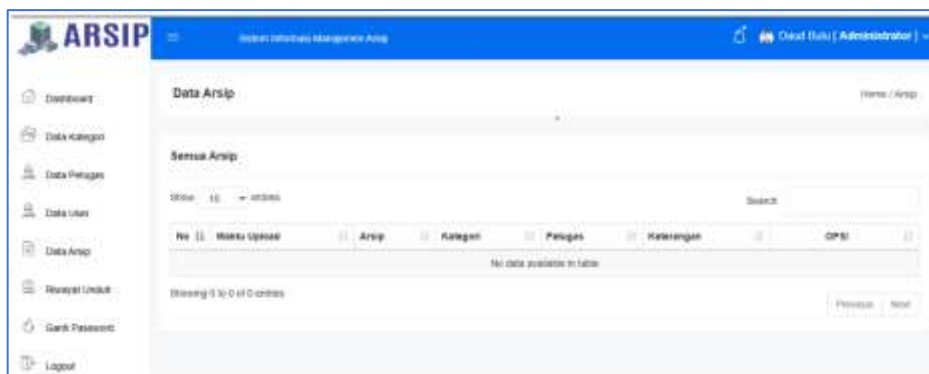 ARSIP
Sistem Informasi Manajemen Arsip
Daud Bulu [ Administrator ]
Dashboard
Data Kategori
Data Petugas
Data User
Data Arsip
Riwayat Unduh
Ganti Password
Logout
Data Arsip
Home / Arsip
Semua Arsip
Show 10 entries
Search
No Waktu Upload Arsip Kategori Petugas Keterangan OPSI
No data available in table
Showing 0 to 0 of 0 entries
Previous Next